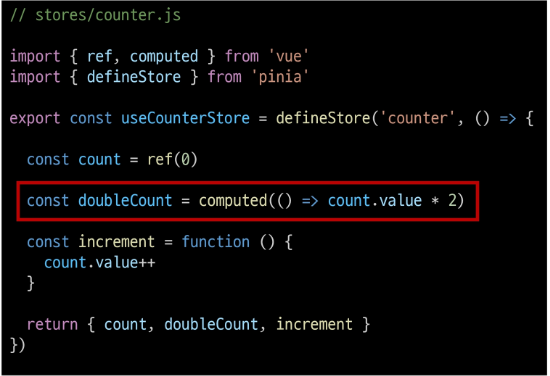 // stores/counter.js
import { ref, computed } from 'vue'
import { defineStore } from 'pinia'
export const useCounterStore = defineStore('counter', () => {
const count = ref(0)
const doubleCount = computed(() => count.value * 2)
const increment = function () {
count.value++
}
return { count, doubleCount, increment }
})